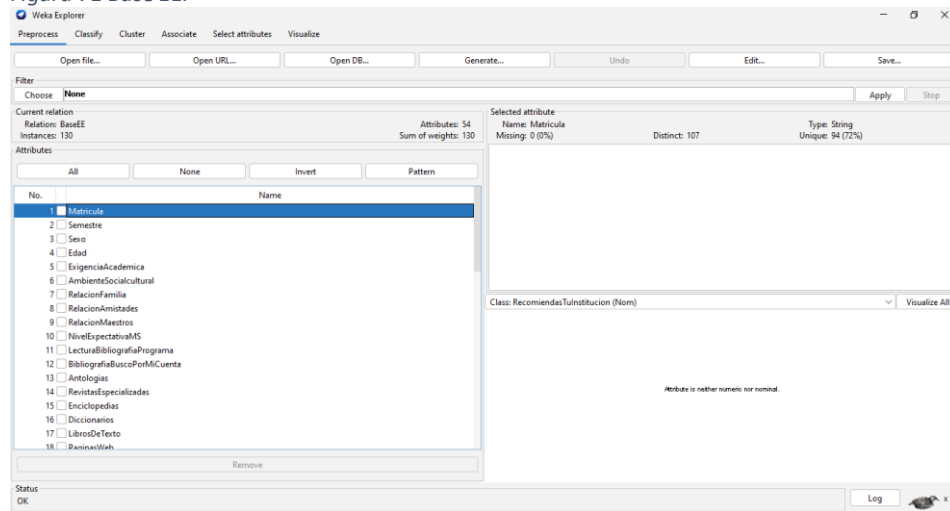 Weka Explorer
Preprocess Classify Cluster Associate Select attributes Visualize
Open file... Open URL... Open DB... Generate... Undo Edit... Save...
Filter
Choose None Apply Stop
Current relation
Relation: BaseEE Attributes: 54
Instances: 130 Sum of weights: 130
Selected attribute
Name: Matricula Type: String
Missing: 0 (0%) Distinct: 107 Unique: 94 (72%)
Attributes
All None Invert Pattern
No. Name
1 Matricula
2 Semestre
3 Sexo
4 Edad
5 ExigenciaAcademica
6 AmbienteSocialcultural
7 RelacionFamilia
8 RelacionAmistades
9 RelacionMaestros
10 NivelExpectativaMS
11 LecturaBibliografiaPrograma
12 BibliografiaBuscoPorMiCuenta
13 Antologias
14 RevistasEspecializadas
15 Enciclopedias
16 Diccionarios
17 LibrosDeTexto
18 PaginasWeb
Remove
Class: RecomiendasTuInstitucion (Nom) Visualize All
Attribute is neither numeric nor nominal.
Status
OK
Log x